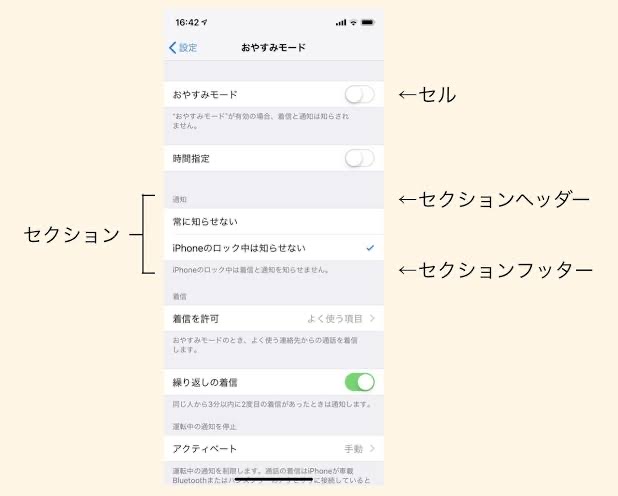 16:42
設定
おやすみモード
おやすみモード
←セル
"おやすみモード"が有効の場合、着信と通知は知らされ
ません。
時間指定
セクション
通知
←セクションヘッダー
常に知らせない
iPhoneのロック中は知らせない
iPhoneのロック中は着信と通知を知らせません。
←セクションフッター
着信
着信を許可
よく使う項目
おやすみモードのとき、よく使う連絡先からの通話を着信
します。
繰り返しの着信
同じ人から3分以内に2度目の着信があったときは通知します。
運転中の通知を停止
アクティベート
手動
運転中の通知を制限します。通話の着信はiPhoneが車載
Bluetoothまたは に接続していると